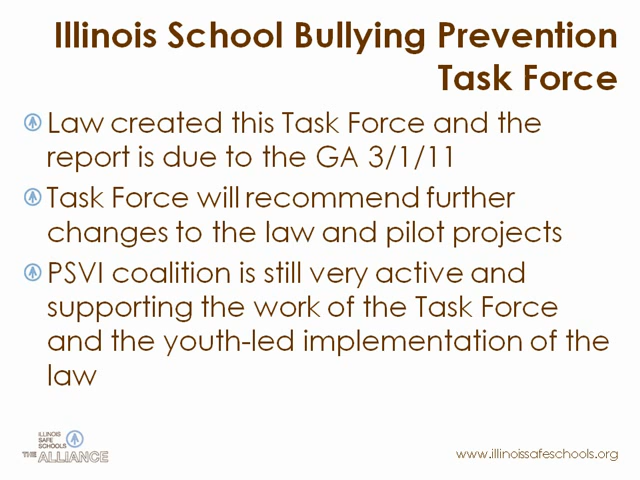 Illinois School Bullying Prevention
Task Force
Law created this Task Force and the
report is due to the GA 3/1/11
Task Force will recommend further
changes to the law and pilot projects
PSVI coalition is still very active and
supporting the work of the Task Force
and the youth-led implementation of the
law
ILLINOIS
SAFE
SCHOOLS
THE ALLIANCE
www.illinoissafeschools.org